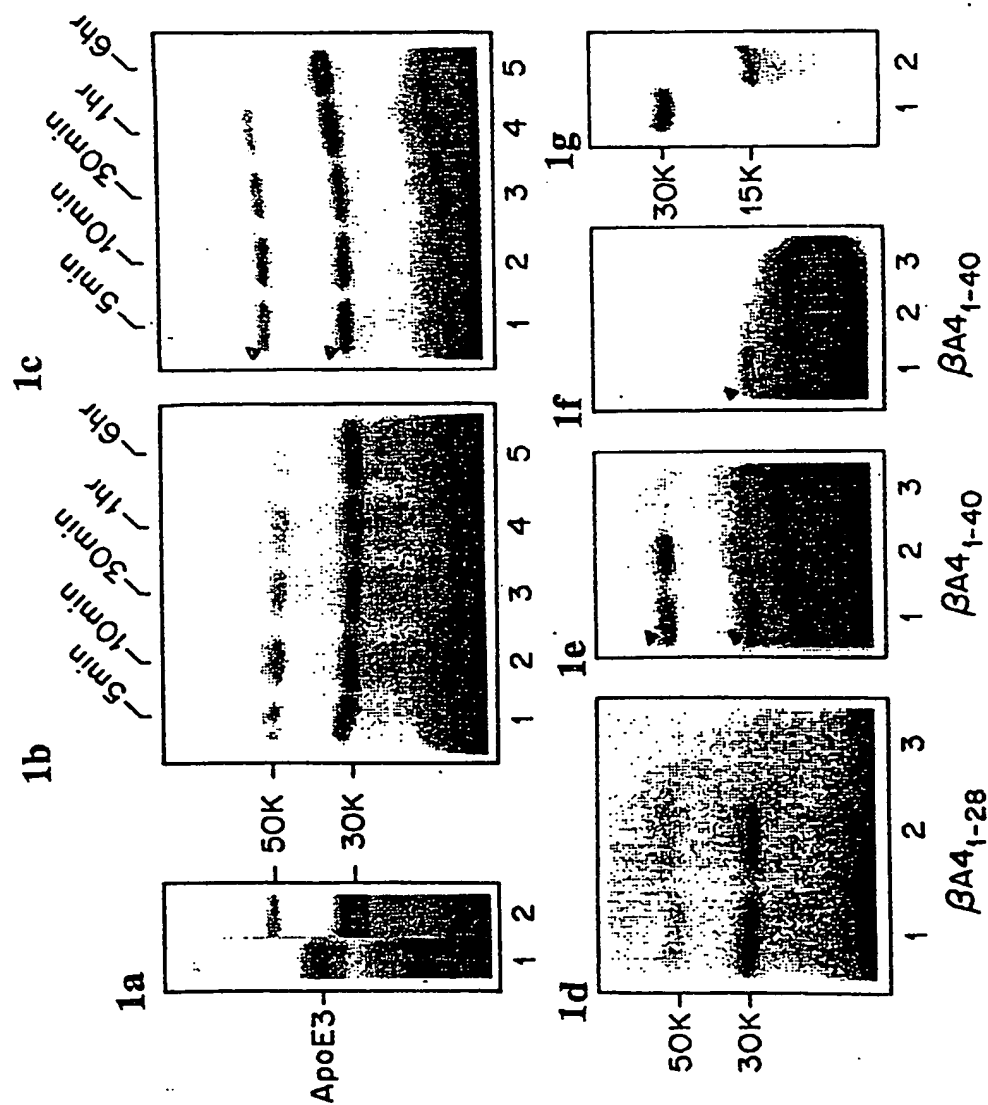 1a
ApoE3
1 2
50K
30K
1b
5min 10min 30min 1hr 6hr
1 2 3 4 5
1c
5min 10min 30min 1hr 6hr
1 2 3 4 5
1d
50K
30K
1 2 3
βA4₁₋₂₈
1e
1 2 3
βA4₁₋₄₀
1f
1 2 3
βA4₁₋₄₀
1g
30K
15K
1 2